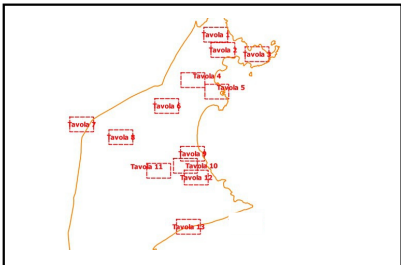 Tavola 1
Tavola 2
Tavola 3
Tavola 4
Tavola 5
Tavola 6
Tavola 7
Tavola 8
Tavola 9
Tavola 10
Tavola 11
Tavola 12
Tavola 13